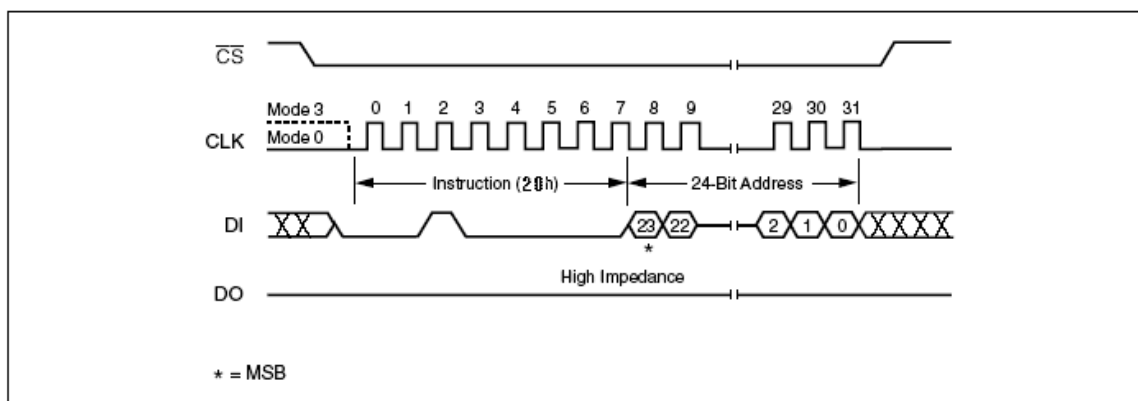 CS
Mode 3
0 1 2 3 4 5 6 7 8 9 29 30 31
CLK
Mode 0
Instruction (20h)
24-Bit Address
DI
23 22 2 1 0
*
High Impedance
DO
* = MSB